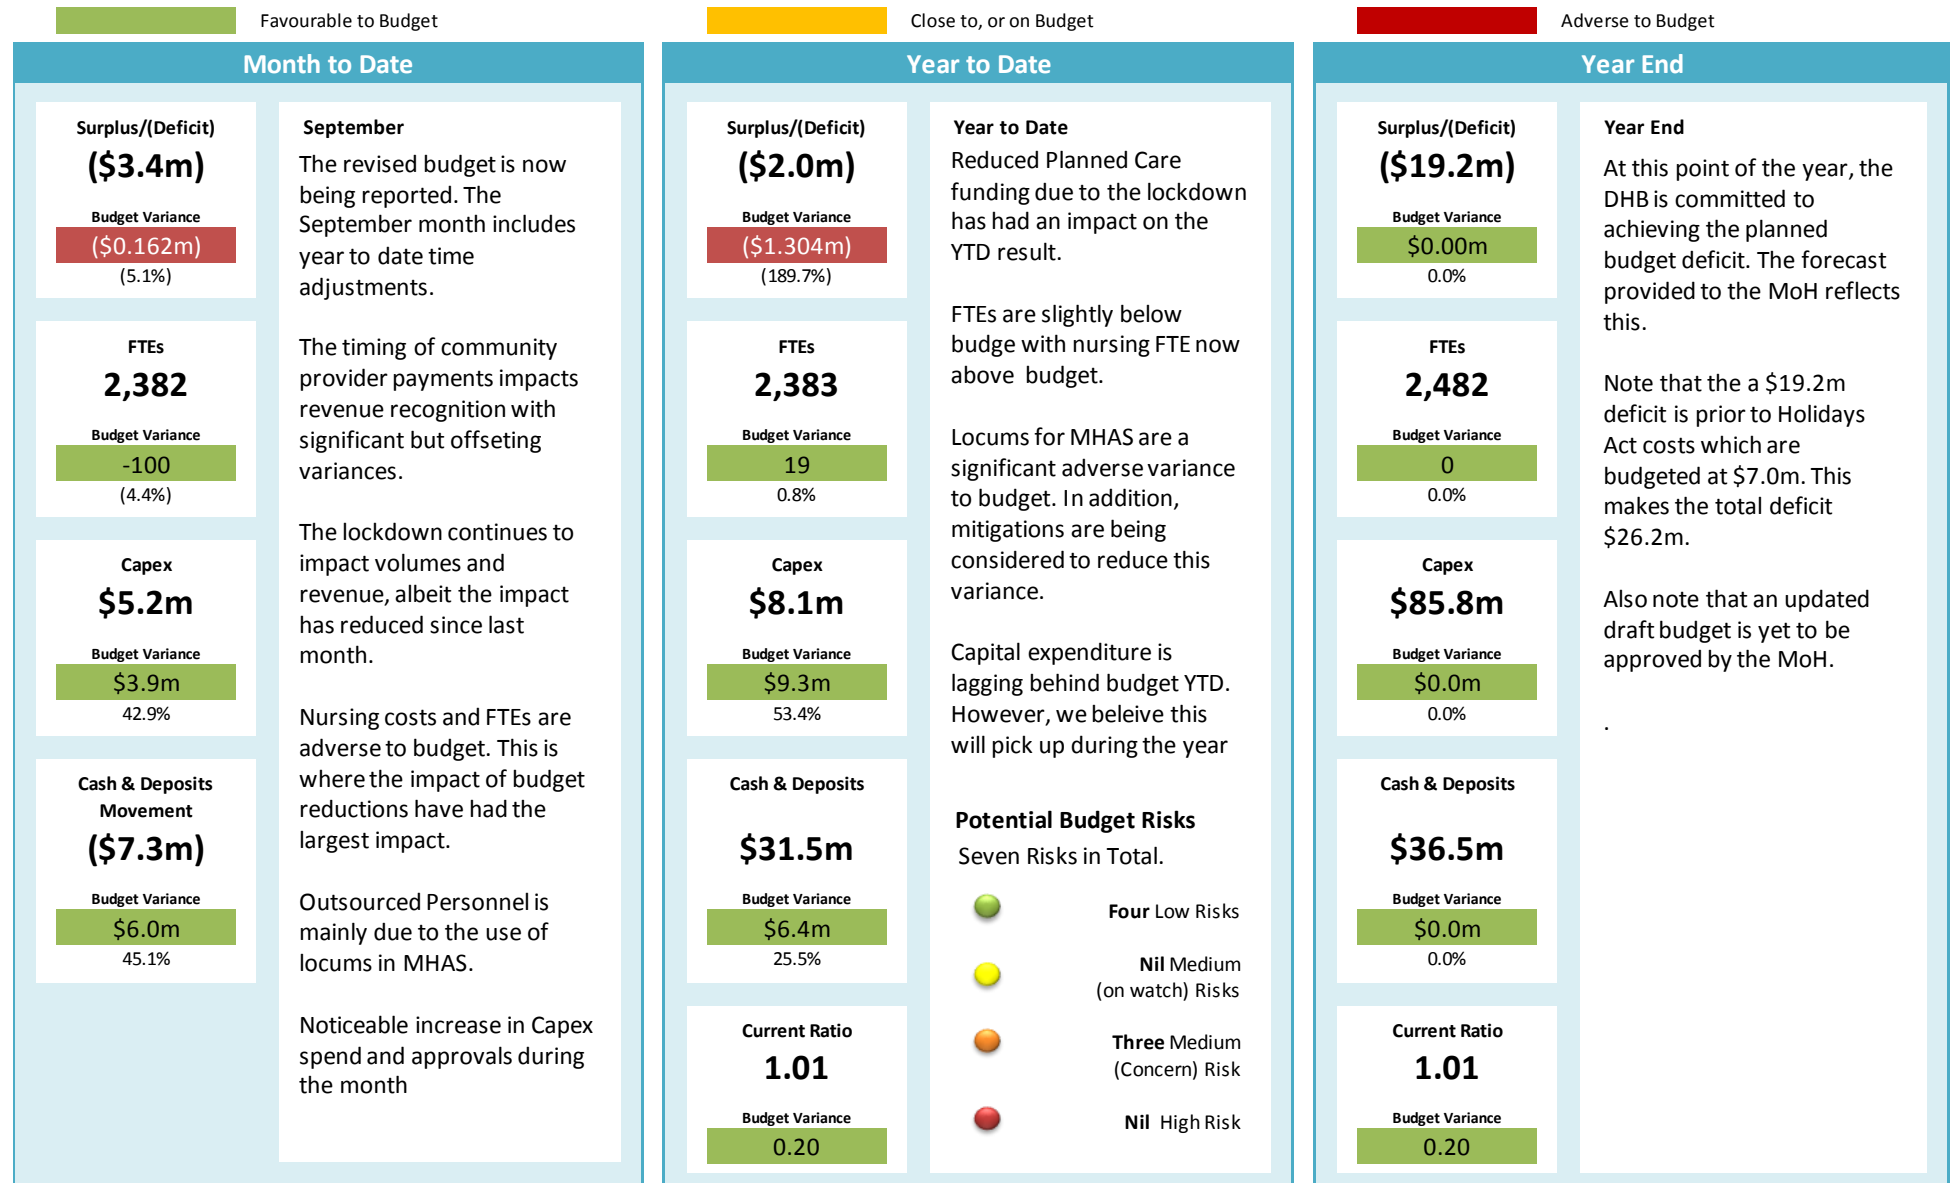 Favourable to Budget
Close to, or on Budget
Adverse to Budget
Month to Date
Surplus/(Deficit)
($3.4m)
Budget Variance
($0.162m)
(5.1%)
FTEs
2,382
Budget Variance
-100
(4.4%)
Capex
$5.2m
Budget Variance
$3.9m
42.9%
Cash & Deposits
Movement
($7.3m)
Budget Variance
$6.0m
45.1%
September
The revised budget is now
being reported. The
September month includes
year to date time
adjustments.
The timing of community
provider payments impacts
revenue recognition with
significant but offseting
variances.
The lockdown continues to
impact volumes and
revenue, albeit the impact
has reduced since last
month.
Nursing costs and FTEs are
adverse to budget. This is
where the impact of budget
reductions have had the
largest impact.
Outsourced Personnel is
mainly due to the use of
locums in MHAS.
Noticeable increase in Capex
spend and approvals during
the month
Year to Date
Surplus/(Deficit)
($2.0m)
Budget Variance
($1.304m)
(189.7%)
FTEs
2,383
Budget Variance
19
0.8%
Capex
$8.1m
Budget Variance
$9.3m
53.4%
Cash & Deposits
$31.5m
Budget Variance
$6.4m
25.5%
Current Ratio
1.01
Budget Variance
0.20
Year to Date
Reduced Planned Care
funding due to the lockdown
has had an impact on the
YTD result.
FTEs are slightly below
budge with nursing FTE now
above budget.
Locums for MHAS are a
significant adverse variance
to budget. In addition,
mitigations are being
considered to reduce this
variance.
Capital expenditure is
lagging behind budget YTD.
However, we beleive this
will pick up during the year
Potential Budget Risks
Seven Risks in Total.
Four Low Risks
Nil Medium
(on watch) Risks
Three Medium
(Concern) Risk
Nil High Risk
Year End
Surplus/(Deficit)
($19.2m)
Budget Variance
$0.00m
0.0%
FTEs
2,482
Budget Variance
0
0.0%
Capex
$85.8m
Budget Variance
$0.0m
0.0%
Cash & Deposits
$36.5m
Budget Variance
$0.0m
0.0%
Current Ratio
1.01
Budget Variance
0.20
Year End
At this point of the year, the
DHB is committed to
achieving the planned
budget deficit. The forecast
provided to the MoH reflects
this.
Note that the a $19.2m
deficit is prior to Holidays
Act costs which are
budgeted at $7.0m. This
makes the total deficit
$26.2m.
Also note that an updated
draft budget is yet to be
approved by the MoH.
.